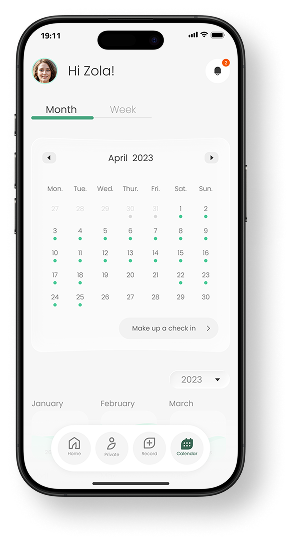 19:11
Hi Zola!
Month Week
April 2023
Mon. Tue. Wed. Thur. Fri. Sat. Sun.
27 28 29 30 31 1 2
3 4 5 6 7 8 9
10 11 12 13 14 15 16
17 18 19 20 21 22 23
24 25 26 27 28 29 30
Make up a check in
2023
January February March
Home Private Record Calendar